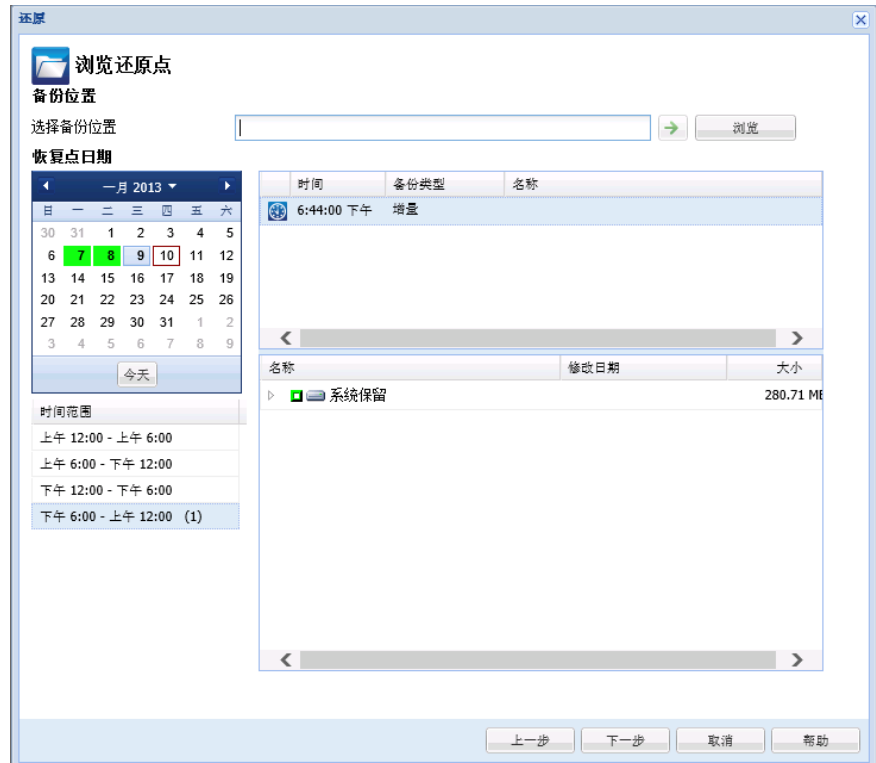 还原
浏览还原点
备份位置
选择备份位置
浏览
恢复点日期
一月 2013
日 一 二 三 四 五 六
30 31 1 2 3 4 5
6 7 8 9 10 11 12
13 14 15 16 17 18 19
20 21 22 23 24 25 26
27 28 29 30 31 1 2
3 4 5 6 7 8 9
今天
时间范围
上午 12:00 - 上午 6:00
上午 6:00 - 下午 12:00
下午 12:00 - 下午 6:00
下午 6:00 - 上午 12:00 (1)
时间 备份类型 名称
6:44:00 下午 增量
名称 修改日期 大小
系统保留 280.71 ME
上一步 下一步 取消 帮助